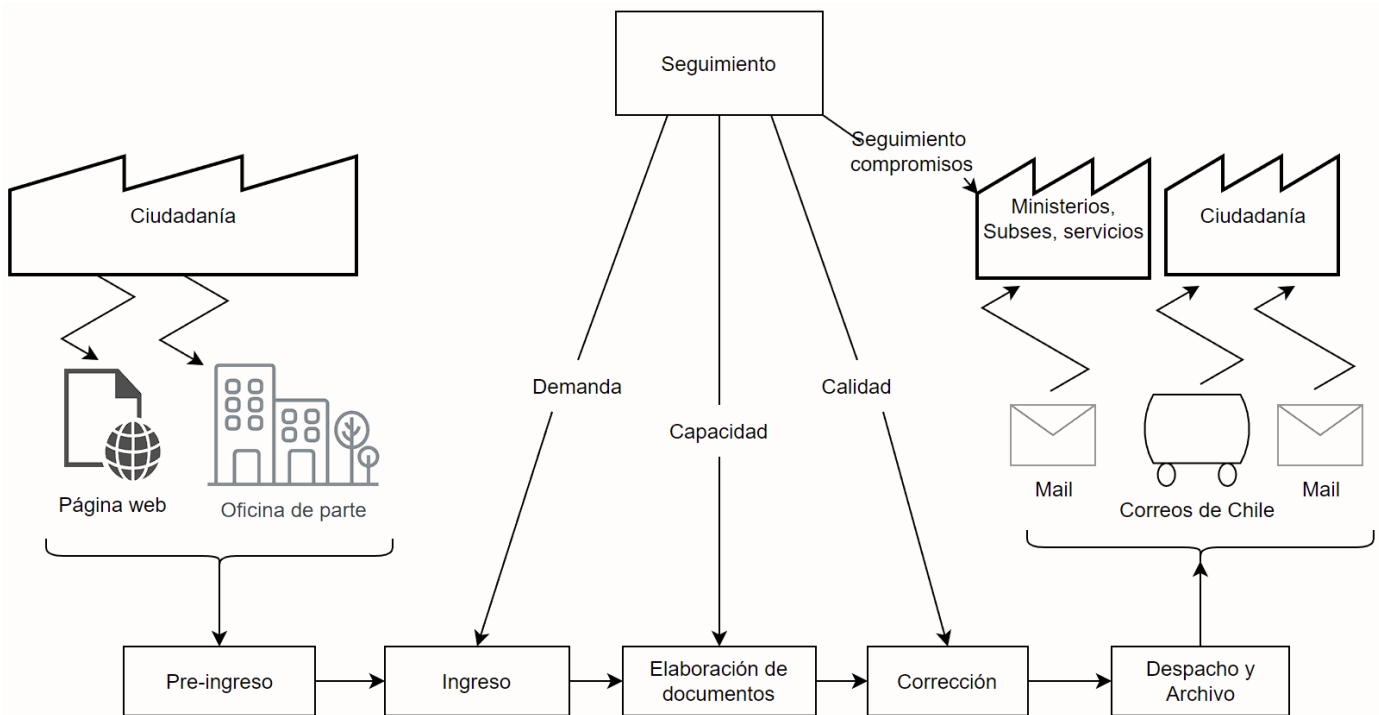 Seguimiento
Seguimiento
compromisos
Ciudadanía
Ministerios,
Subses, servicios
Ciudadanía
Demanda
Calidad
Capacidad
Página web
Oficina de parte
Mail
Correos de Chile
Mail
Pre-ingreso
Ingreso
Elaboración de
documentos
Corrección
Despacho y
Archivo